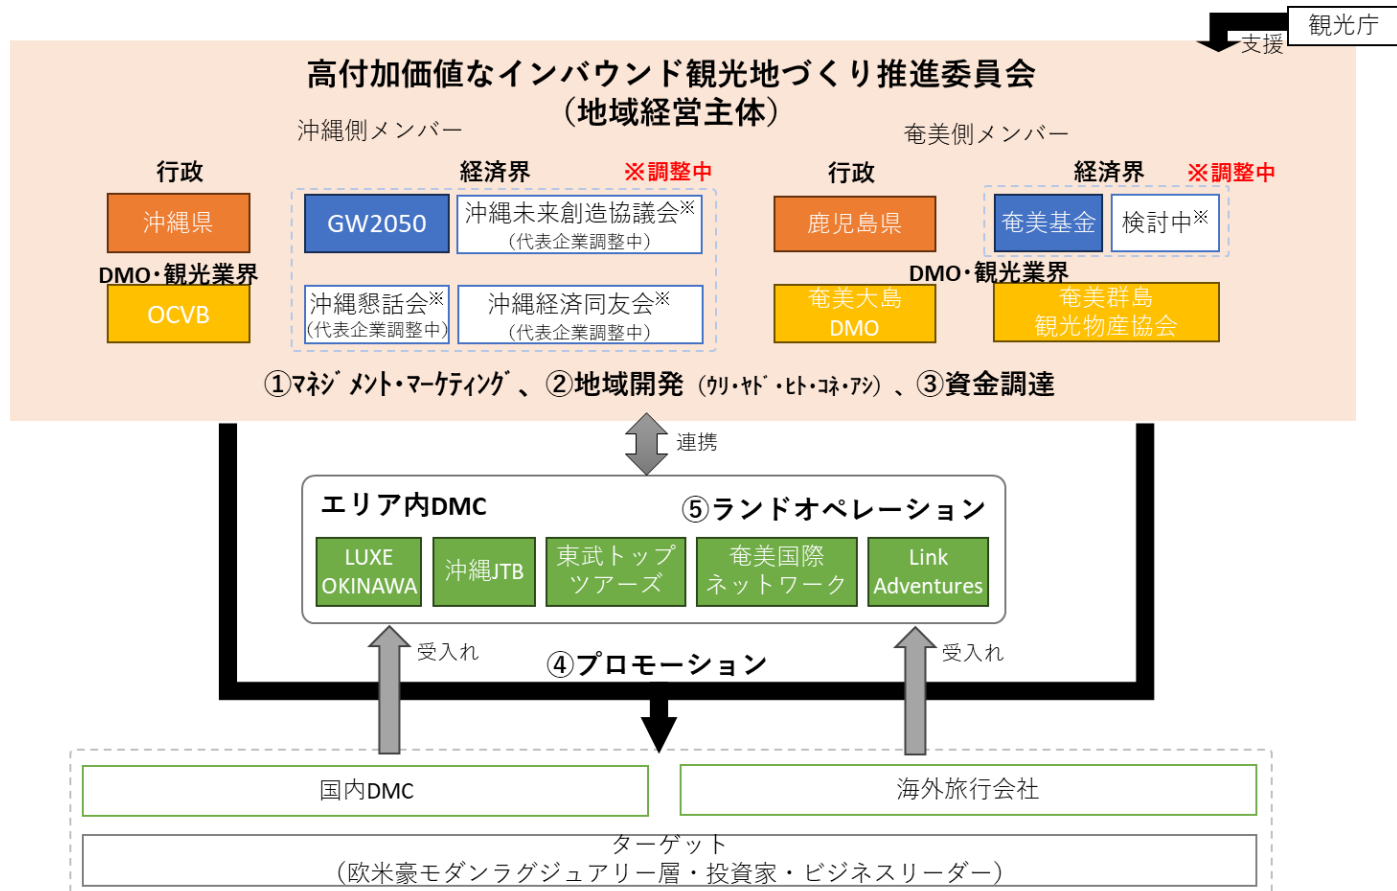 観光庁
支援
高付加価値なインバウンド観光地づくり推進委員会
（地域経営主体）
沖縄側メンバー
奄美側メンバー
行政
経済界
※調整中
行政
経済界
※調整中
沖縄県
GW2050
沖縄未来創造協議会※
（代表企業調整中）
鹿児島県
奄美基金
検討中※
DMO・観光業界
DMO・観光業界
OCVB
沖縄懇話会※
（代表企業調整中）
沖縄経済同友会※
（代表企業調整中）
奄美大島
DMO
奄美群島
観光物産協会
①ﾏﾈｼﾞﾒﾝﾄ・ﾏｰｹﾃｨﾝｸﾞ、②地域開発（ｳﾘ・ﾔﾄﾞ・ﾋﾄ・ｺﾈ・ｱｼ）、③資金調達
連携
エリア内DMC
⑤ランドオペレーション
LUXE
OKINAWA
沖縄JTB
東武トップ
ツアーズ
奄美国際
ネットワーク
Link
Adventures
受入れ
④プロモーション
受入れ
国内DMC
海外旅行会社
ターゲット
（欧米豪モダンラグジュアリー層・投資家・ビジネスリーダー）